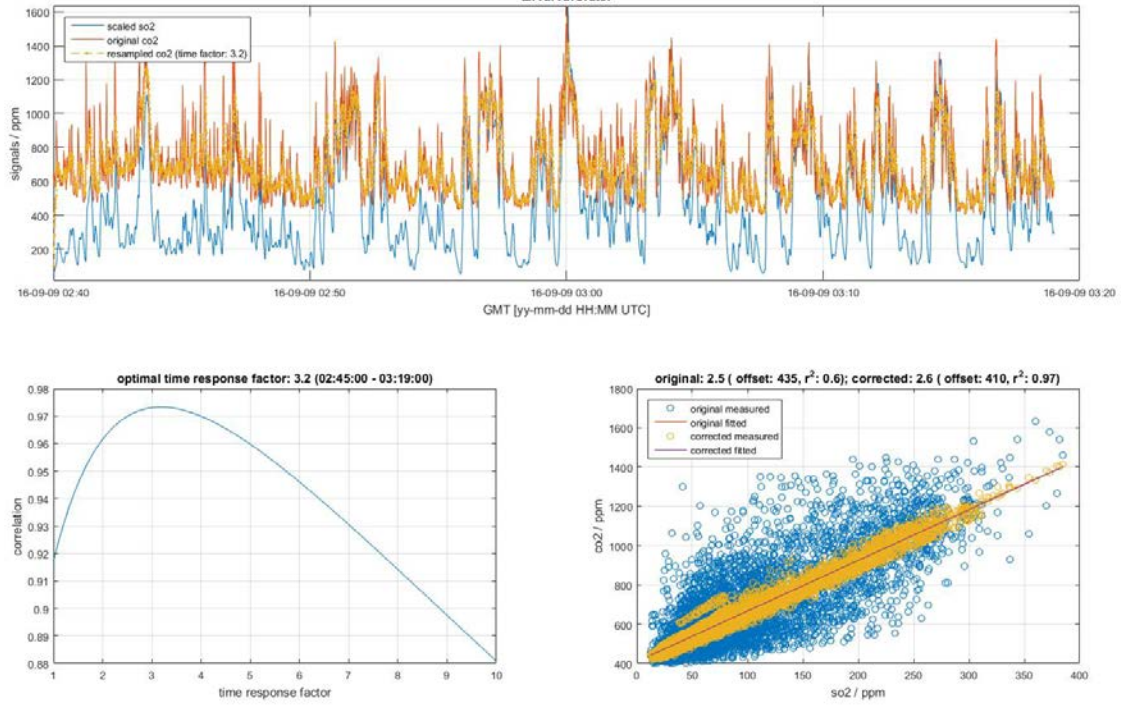 scaled so2
original co2
resampled co2 (time factor: 3.2)
signals / ppm
1600
1400
1200
1000
800
600
400
200
16-09-09 02:40
16-09-09 02:50
16-09-09 03:00
16-09-09 03:10
16-09-09 03:20
GMT [yy-mm-dd HH:MM UTC]
optimal time response factor: 3.2 (02:45:00 - 03:19:00)
correlation
0.98
0.97
0.96
0.95
0.94
0.93
0.92
0.91
0.9
0.89
0.88
1 2 3 4 5 6 7 8 9 10
time response factor
original: 2.5 ( offset: 435, r²: 0.6); corrected: 2.6 ( offset: 410, r²: 0.97)
original measured
original fitted
corrected measured
corrected fitted
co2 / ppm
1800
1600
1400
1200
1000
800
600
400
0 50 100 150 200 250 300 350 400
so2 / ppm